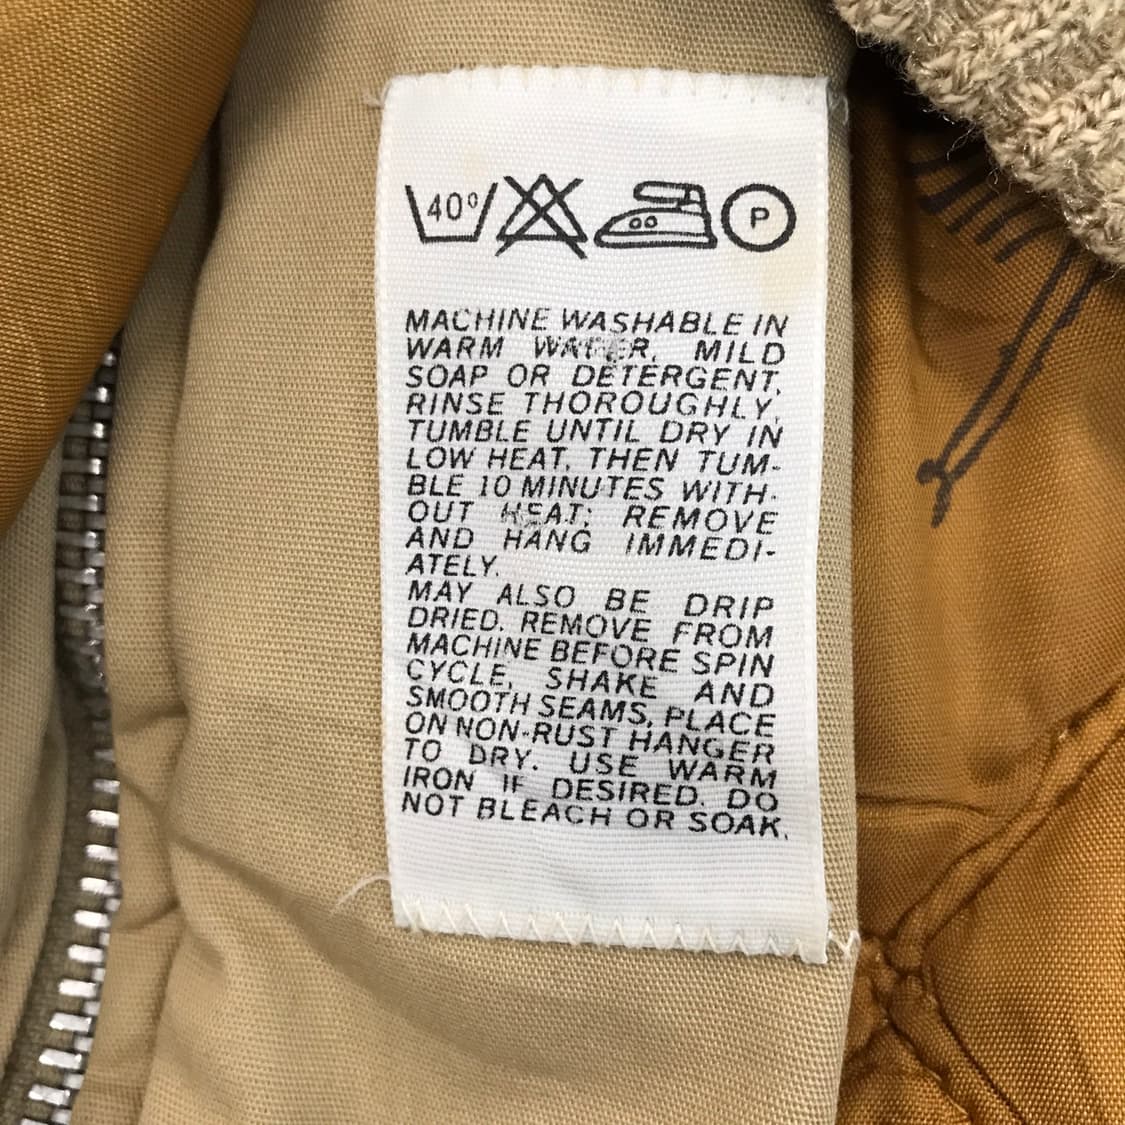 40°
P
MACHINE WASHABLE IN
WARM WATER, MILD
SOAP OR DETERGENT,
RINSE THOROUGHLY,
TUMBLE UNTIL DRY IN
LOW HEAT, THEN TUM-
BLE 10 MINUTES WITH-
OUT HEAT; REMOVE
AND HANG IMMEDI-
ATELY.
MAY ALSO BE DRIP
DRIED. REMOVE FROM
MACHINE BEFORE SPIN
CYCLE, SHAKE AND
SMOOTH SEAMS, PLACE
ON NON-RUST HANGER
TO DRY. USE WARM
IRON IF DESIRED. DO
NOT BLEACH OR SOAK.